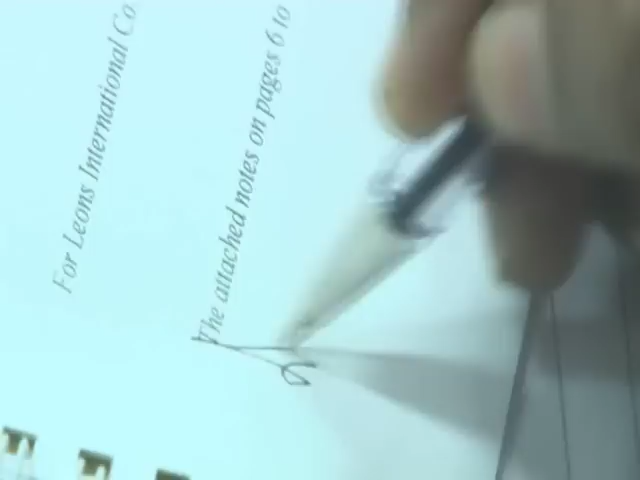 For Leons International Co
The attached notes on pages 6 to